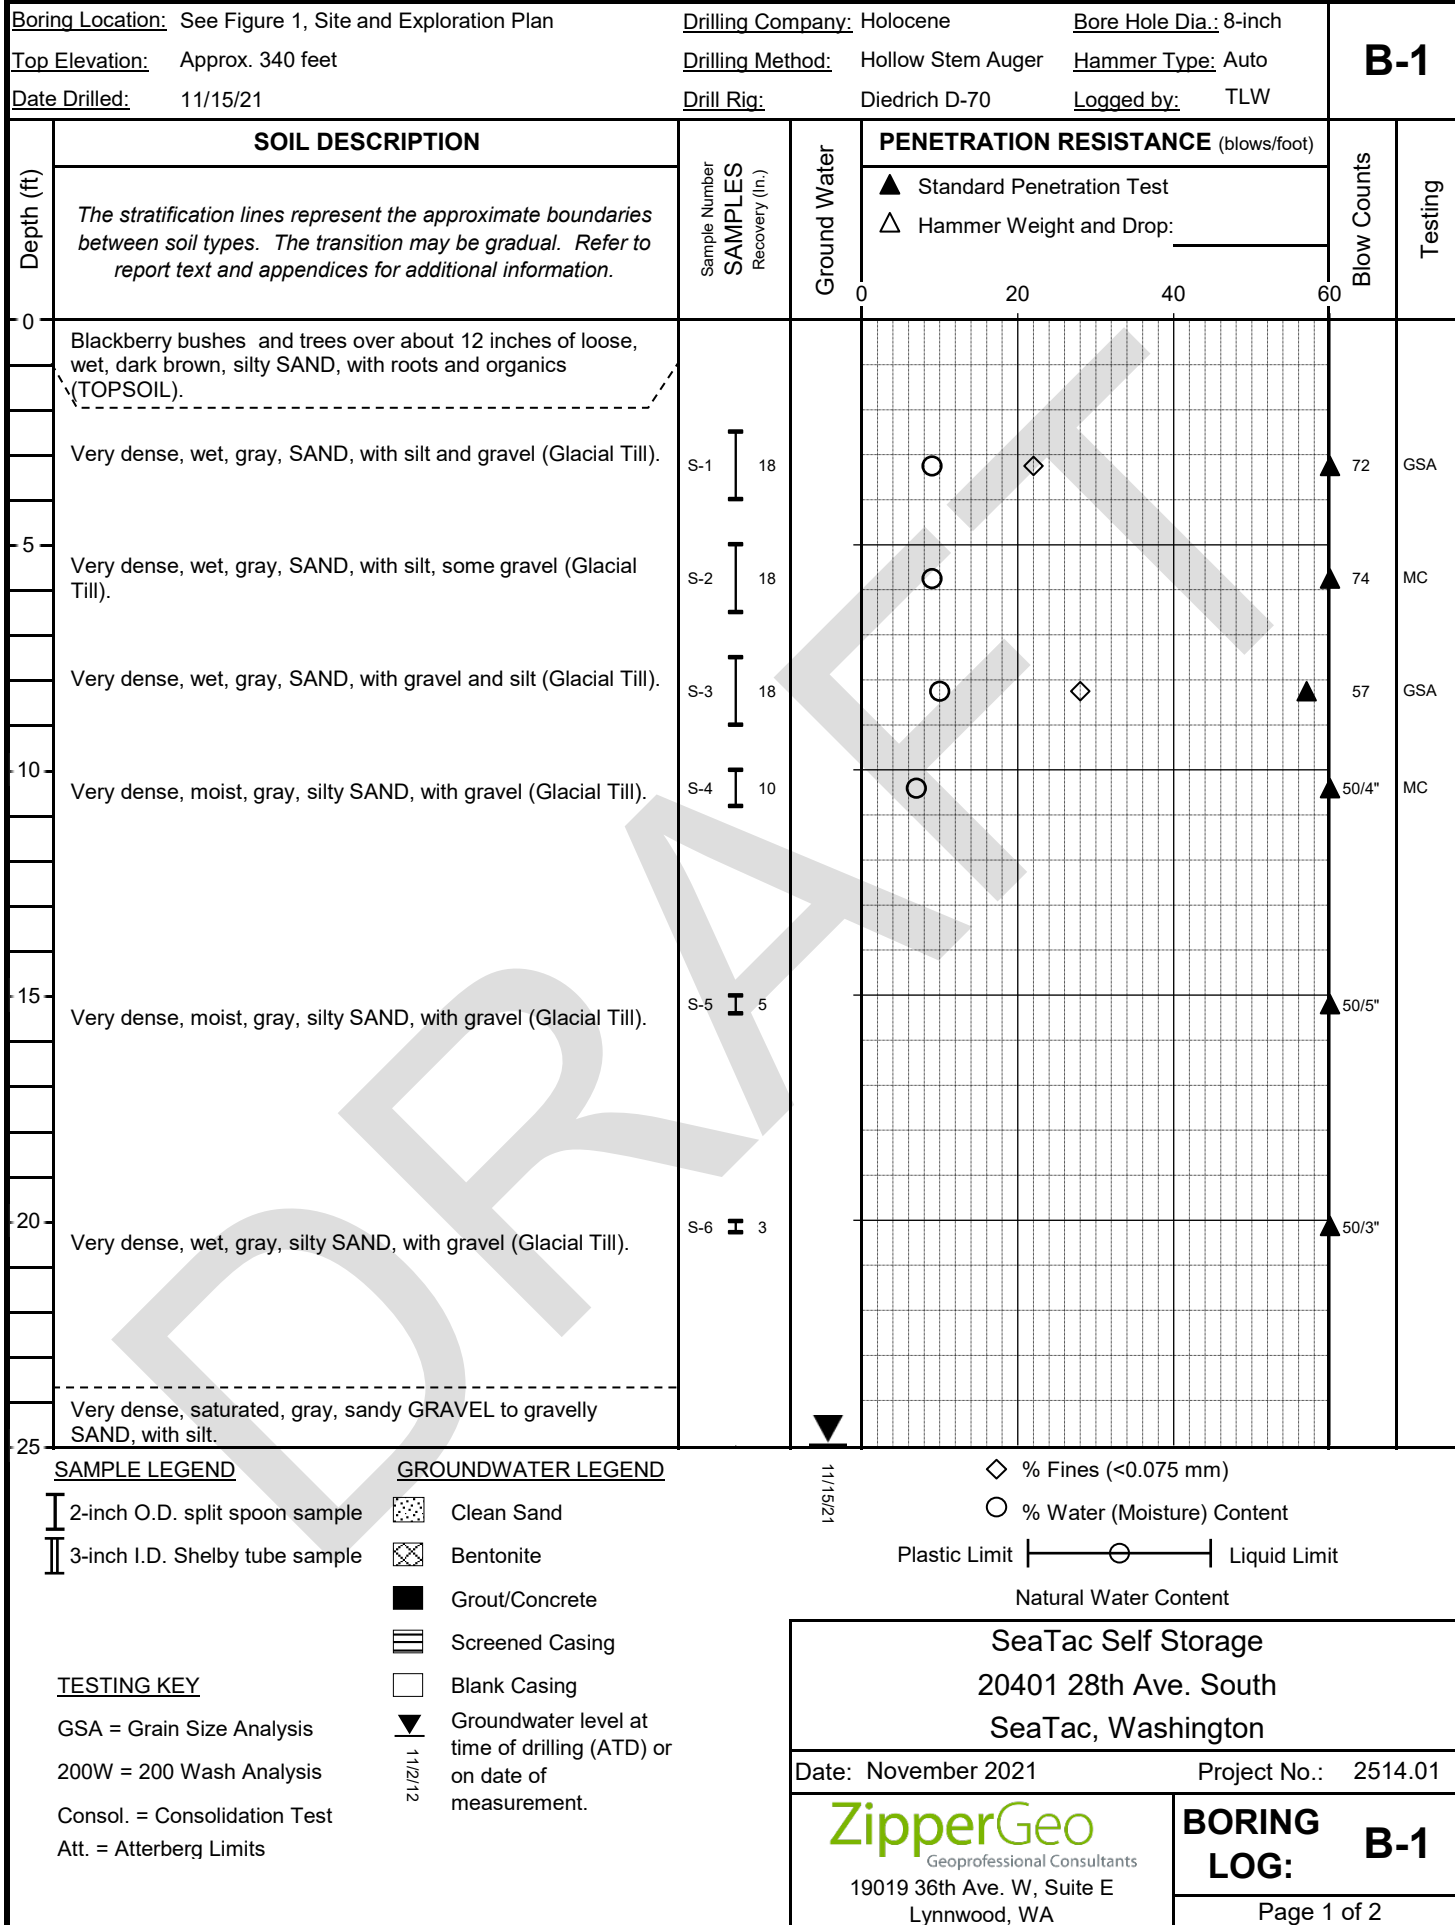 Boring Location: See Figure 1, Site and Exploration Plan Drilling Company: Holocene Bore Hole Dia.: 8-inch
Top Elevation: Approx. 340 feet Drilling Method: Hollow Stem Auger Hammer Type: Auto
Date Drilled: 11/15/21 Drill Rig: Diedrich D-70 Logged by: TLW
B-1
Depth (ft)
SOIL DESCRIPTION
The stratification lines represent the approximate boundaries
between soil types. The transition may be gradual. Refer to
report text and appendices for additional information.
Sample Number
SAMPLES
Recovery (In.)
Ground Water
PENETRATION RESISTANCE (blows/foot)
▲ Standard Penetration Test
△ Hammer Weight and Drop:
0 20 40 60
Blow Counts
Testing
0
Blackberry bushes and trees over about 12 inches of loose,
wet, dark brown, silty SAND, with roots and organics
(TOPSOIL).
Very dense, wet, gray, SAND, with silt and gravel (Glacial Till).
S-1 18 72 GSA
5
Very dense, wet, gray, SAND, with silt, some gravel (Glacial
Till).
S-2 18 74 MC
Very dense, wet, gray, SAND, with gravel and silt (Glacial Till).
S-3 18 57 GSA
10
Very dense, moist, gray, silty SAND, with gravel (Glacial Till).
S-4 10 50/4" MC
15
Very dense, moist, gray, silty SAND, with gravel (Glacial Till).
S-5 5 50/5"
20
Very dense, wet, gray, silty SAND, with gravel (Glacial Till).
S-6 3 50/3"
Very dense, saturated, gray, sandy GRAVEL to gravelly
SAND, with silt.
25
DRAFT
11/15/21
SAMPLE LEGEND
2-inch O.D. split spoon sample
3-inch I.D. Shelby tube sample
GROUNDWATER LEGEND
Clean Sand
Bentonite
Grout/Concrete
Screened Casing
Blank Casing
Groundwater level at
time of drilling (ATD) or
on date of
measurement.
11/2/12
TESTING KEY
GSA = Grain Size Analysis
200W = 200 Wash Analysis
Consol. = Consolidation Test
Att. = Atterberg Limits
% Fines (<0.075 mm)
% Water (Moisture) Content
Plastic Limit Liquid Limit
Natural Water Content
SeaTac Self Storage
20401 28th Ave. South
SeaTac, Washington
Date: November 2021 Project No.: 2514.01
ZipperGeo
Geoprofessional Consultants
19019 36th Ave. W, Suite E
Lynnwood, WA
BORING
LOG:
B-1
Page 1 of 2